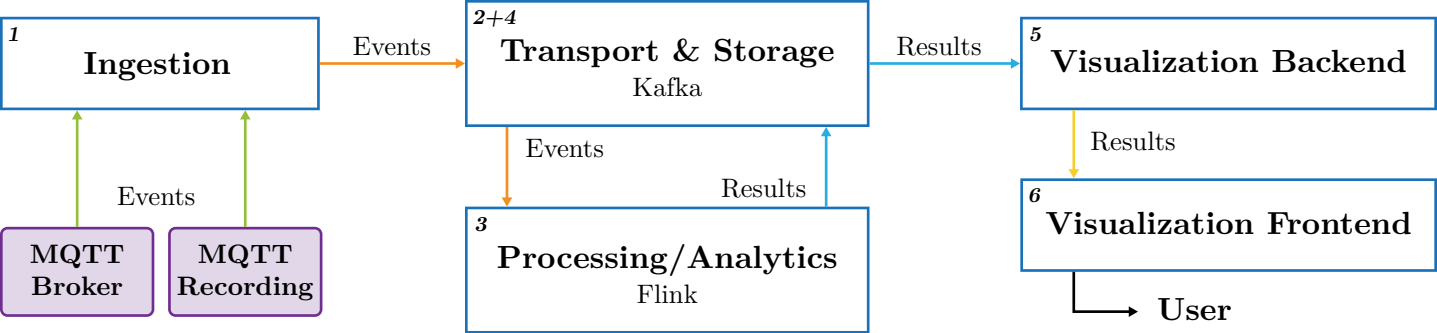 1
Ingestion
Events
MQTT
Broker
MQTT
Recording
Events
2+4
Transport & Storage
Kafka
Events
Results
3
Processing/Analytics
Flink
Results
5
Visualization Backend
Results
6
Visualization Frontend
User